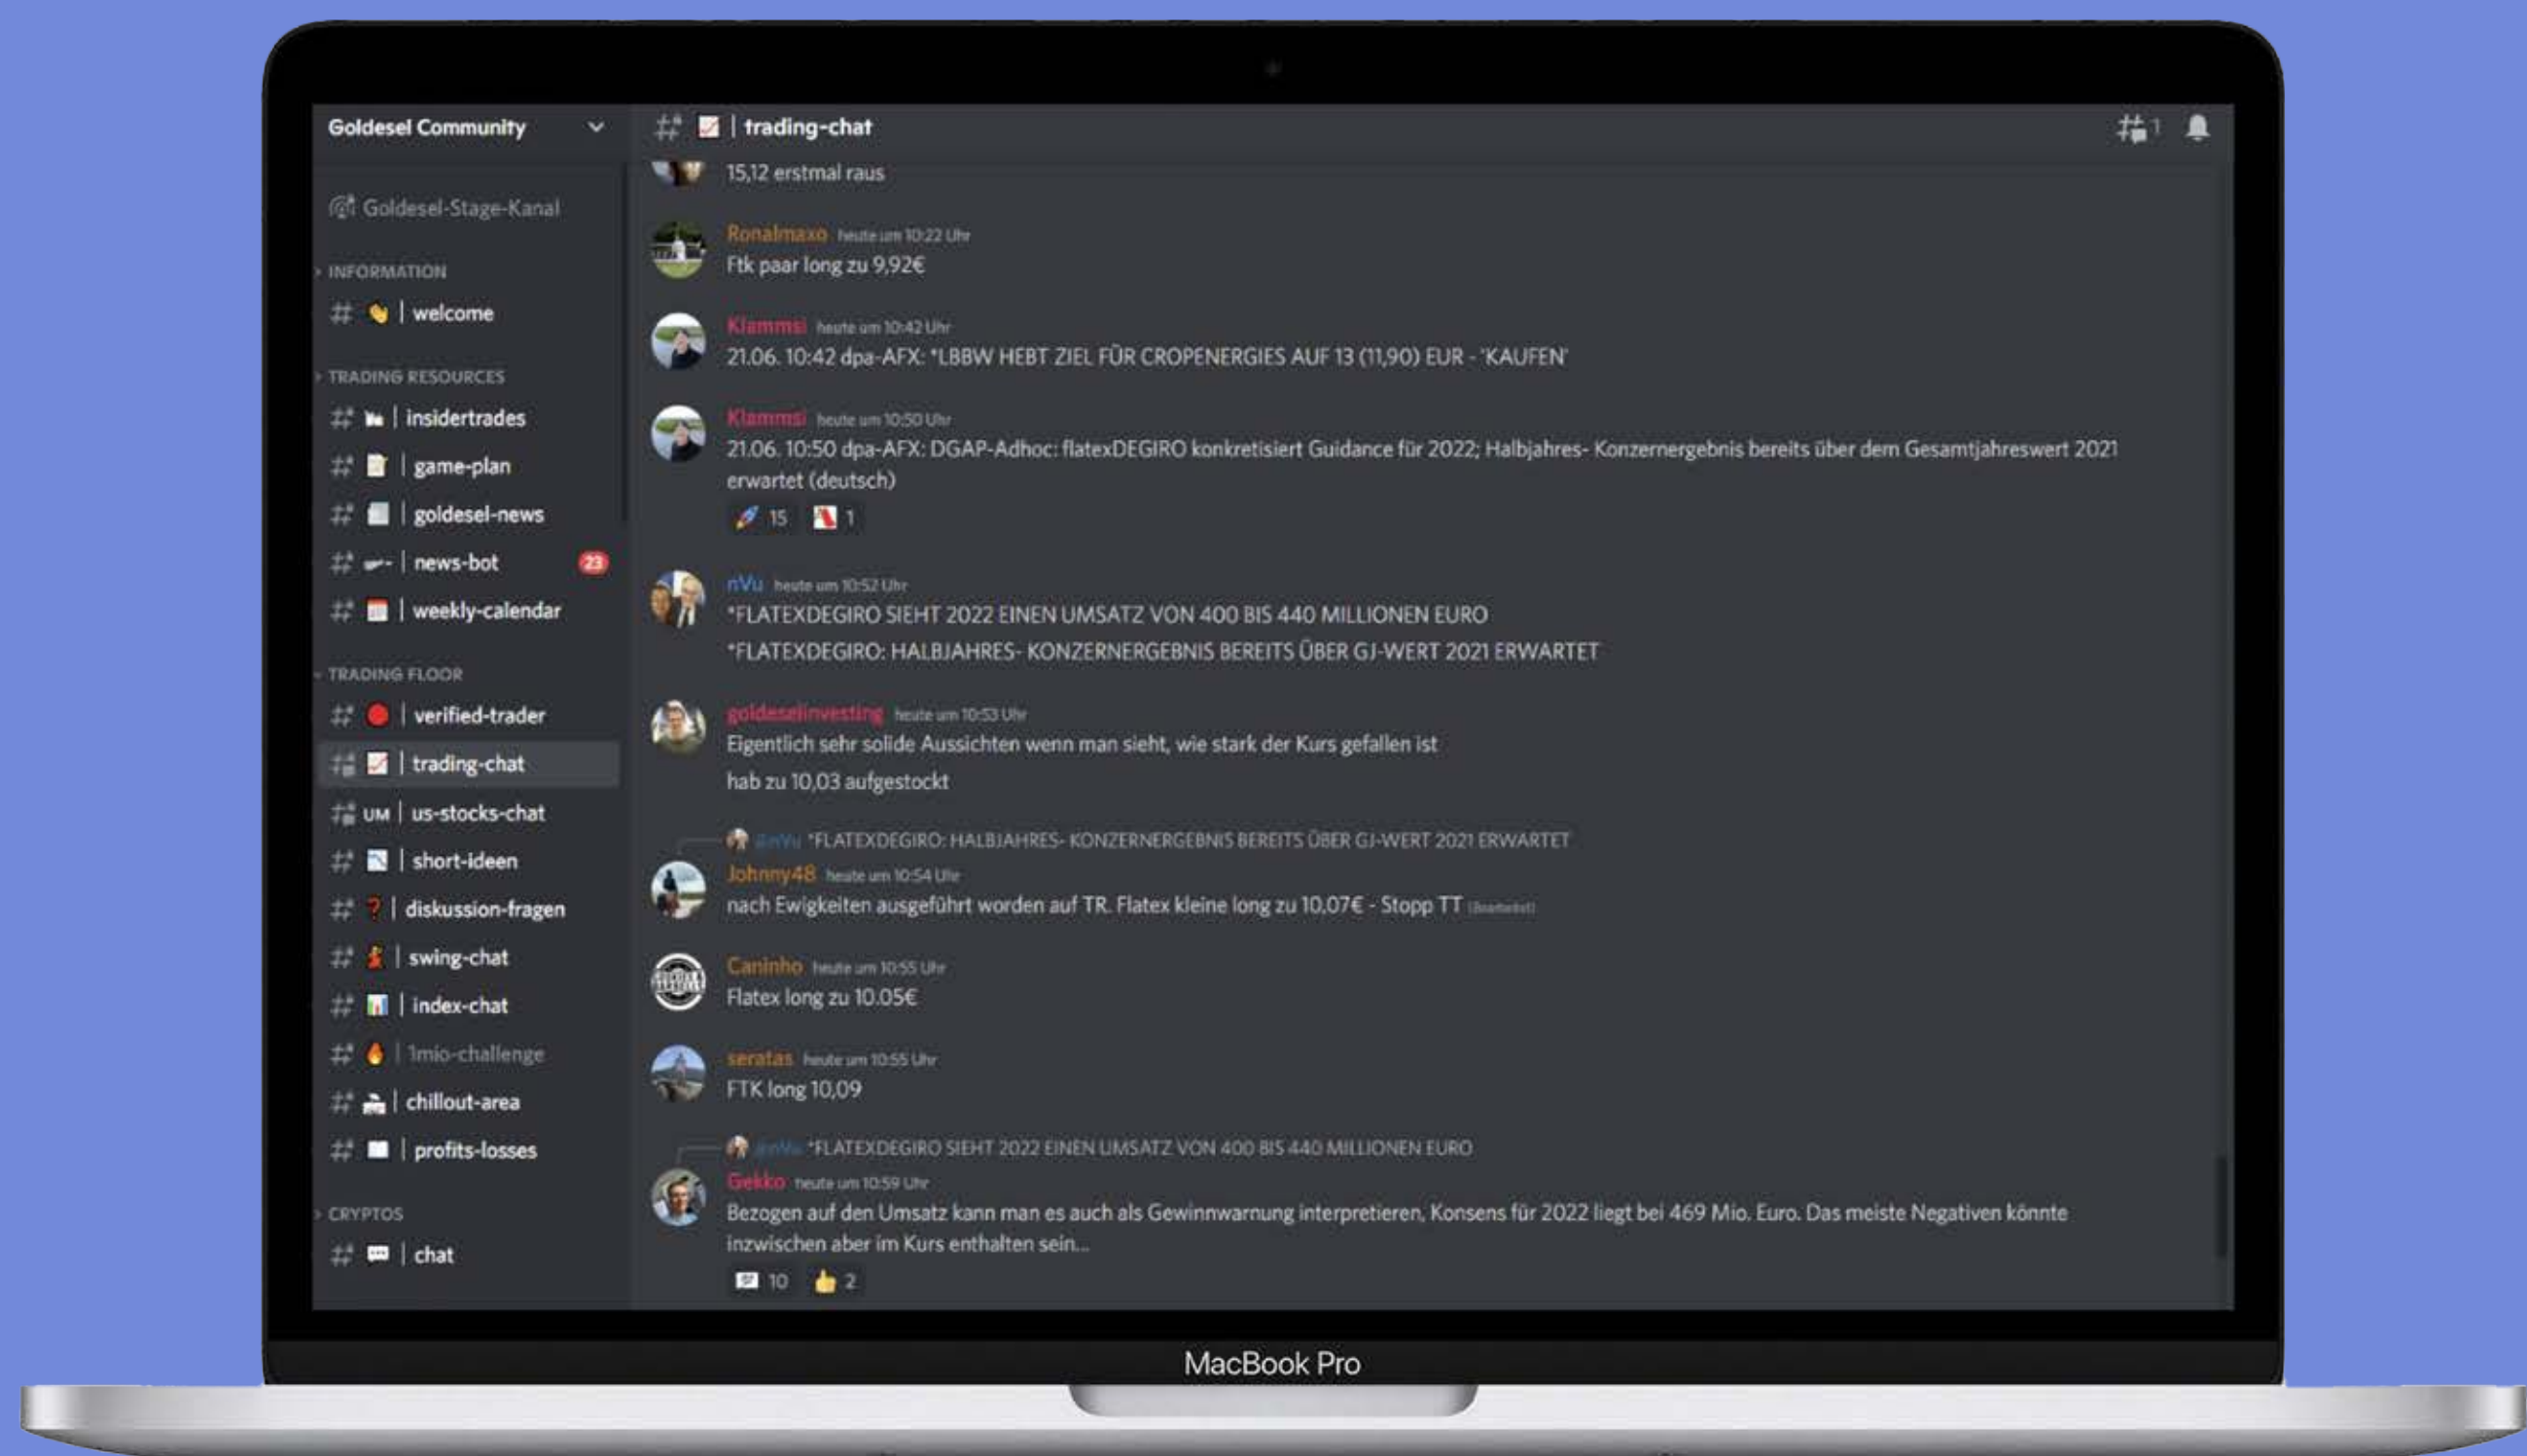 Goldesel Community
Goldesel-Stage-Kanal
INFORMATION
# | welcome
TRADING RESOURCES
# | insidertrades
# | game-plan
# | goldesel-news
# | news-bot 23
# | weekly-calendar
TRADING FLOOR
# | verified-trader
# | trading-chat
# UM | us-stocks-chat
# | short-ideen
# ❓ | diskussion-fragen
# | swing-chat
# | index-chat
# | 1mio-challenge
# | chillout-area
# | profits-losses
CRYPTOS
# | chat
# | trading-chat
1
15,12 erstmal raus
Ronalmaxo heute um 10:22 Uhr
Ftk paar long zu 9,92€
Klammsi heute um 10:42 Uhr
21.06. 10:42 dpa-AFX: *LBBW HEBT ZIEL FÜR CROPENERGIES AUF 13 (11,90) EUR - 'KAUFEN'
Klammsi heute um 10:50 Uhr
21.06. 10:50 dpa-AFX: DGAP-Adhoc: flatexDEGIRO konkretisiert Guidance für 2022; Halbjahres- Konzernergebnis bereits über dem Gesamtjahreswert 2021
erwartet (deutsch)
15 1
nVu heute um 10:52 Uhr
*FLATEXDEGIRO SIEHT 2022 EINEN UMSATZ VON 400 BIS 440 MILLIONEN EURO
*FLATEXDEGIRO: HALBJAHRES- KONZERNERGEBNIS BEREITS ÜBER GJ-WERT 2021 ERWARTET
goldeselinvesting heute um 10:53 Uhr
Eigentlich sehr solide Aussichten wenn man sieht, wie stark der Kurs gefallen ist
hab zu 10,03 aufgestockt
*FLATEXDEGIRO: HALBJAHRES- KONZERNERGEBNIS BEREITS ÜBER GJ-WERT 2021 ERWARTET
Johnny48 heute um 10:54 Uhr
nach Ewigkeiten ausgeführt worden auf TR. Flatex kleine long zu 10,07€ - Stopp TT
Caninho heute um 10:55 Uhr
Flatex long zu 10.05€
seratas heute um 10:55 Uhr
FTK long 10,09
*FLATEXDEGIRO SIEHT 2022 EINEN UMSATZ VON 400 BIS 440 MILLIONEN EURO
Gekko heute um 10:59 Uhr
Bezogen auf den Umsatz kann man es auch als Gewinnwarnung interpretieren, Konsens für 2022 liegt bei 469 Mio. Euro. Das meiste Negativen könnte
inzwischen aber im Kurs enthalten sein...
10 2
MacBook Pro